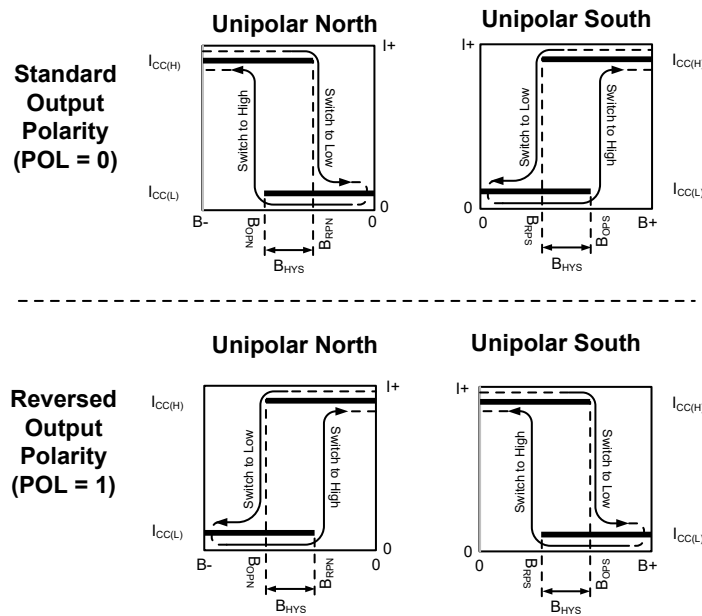 Unipolar North
Unipolar South
Standard
Output
Polarity
(POL = 0)
I+
ICC(H)
Switch to High
Switch to Low
ICC(L)
0
B-
0
BOPN
BRPN
BHYS
I+
ICC(H)
Switch to Low
Switch to High
ICC(L)
0
B+
BRPS
BOPS
BHYS
Unipolar North
Unipolar South
Reversed
Output
Polarity
(POL = 1)
I+
ICC(H)
Switch to Low
Switch to High
ICC(L)
0
B-
0
BOPN
BRPN
BHYS
I+
ICC(H)
Switch to High
Switch to Low
ICC(L)
0
0
B+
BRPS
BOPS
BHYS